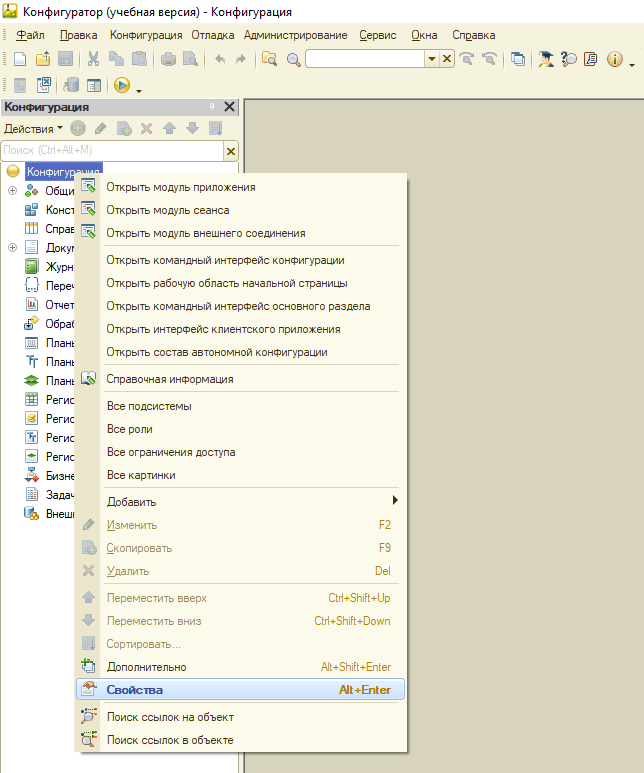 Конфигуратор (учебная версия) - Конфигурация
Файл Правка Конфигурация Отладка Администрирование Сервис Окна Справка
Конфигурация
Действия
Поиск (Ctrl+Alt+M)
Конфигурация
Общи
Конст
Справ
Докум
Журн
Переч
Отчет
Обраб
Планы
Планы
Планы
Регис
Регис
Регис
Регис
Бизне
Задач
Внеш
Открыть модуль приложения
Открыть модуль сеанса
Открыть модуль внешнего соединения
Открыть командный интерфейс конфигурации
Открыть рабочую область начальной страницы
Открыть командный интерфейс основного раздела
Открыть интерфейс клиентского приложения
Открыть состав автономной конфигурации
Справочная информация
Все подсистемы
Все роли
Все ограничения доступа
Все картинки
Добавить
Изменить F2
Скопировать F9
Удалить Del
Переместить вверх Ctrl+Shift+Up
Переместить вниз Ctrl+Shift+Down
Сортировать...
Дополнительно Alt+Shift+Enter
Свойства Alt+Enter
Поиск ссылок на объект
Поиск ссылок в объекте